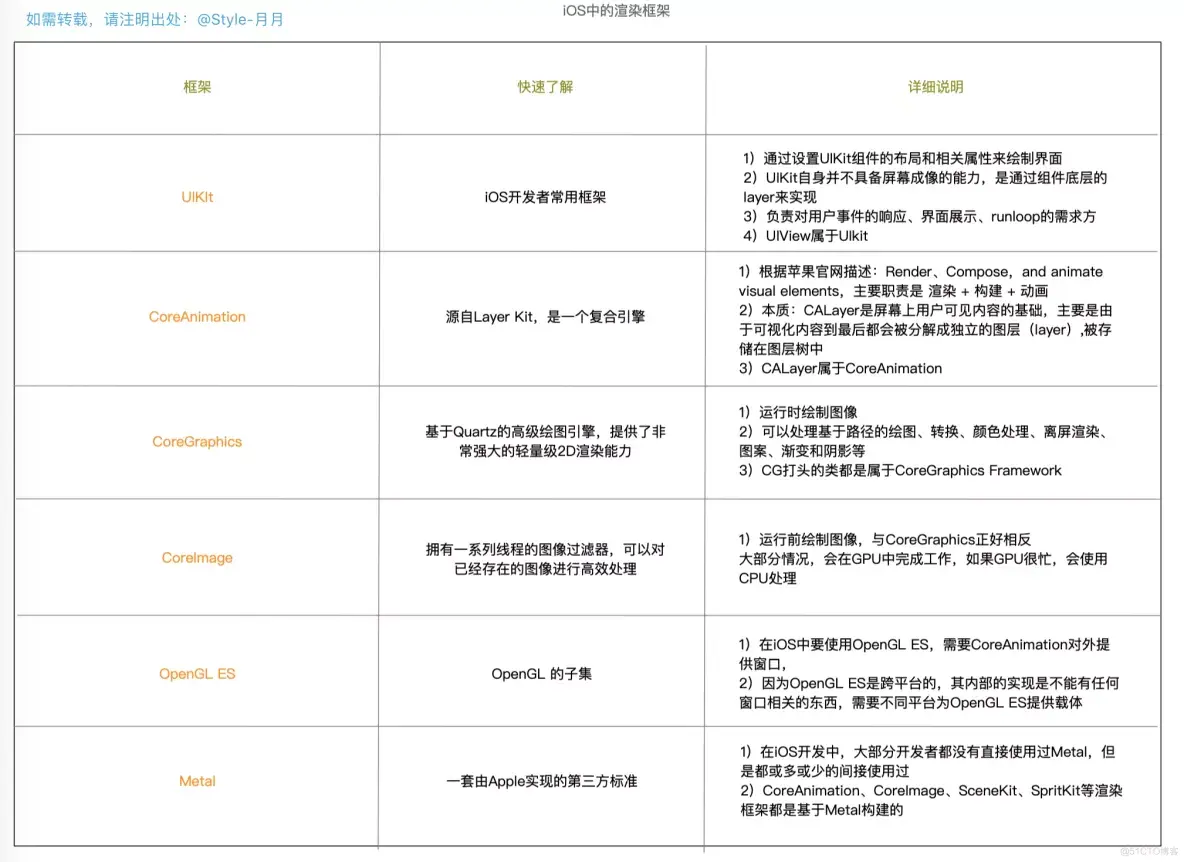 如需转载，请注明出处：@Style-月月
iOS中的渲染框架
框架
快速了解
详细说明
UIKIt
iOS开发者常用框架
1）通过设置UIKit组件的布局和相关属性来绘制界面
2）UIKit自身并不具备屏幕成像的能力，是通过组件底层的
layer来实现
3）负责对用户事件的响应、界面展示、runloop的需求方
4）UIView属于UIkit
CoreAnimation
源自Layer Kit，是一个复合引擎
1）根据苹果官网描述：Render、Compose，and animate
visual elements，主要职责是 渲染 + 构建 + 动画
2）本质：CALayer是屏幕上用户可见内容的基础，主要是由
于可视化内容到最后都会被分解成独立的图层（layer）,被存
储在图层树中
3）CALayer属于CoreAnimation
CoreGraphics
基于Quartz的高级绘图引擎，提供了非
常强大的轻量级2D渲染能力
1）运行时绘制图像
2）可以处理基于路径的绘图、转换、颜色处理、离屏渲染、
图案、渐变和阴影等
3）CG打头的类都是属于CoreGraphics Framework
CoreImage
拥有一系列线程的图像过滤器，可以对
已经存在的图像进行高效处理
1）运行前绘制图像，与CoreGraphics正好相反
大部分情况，会在GPU中完成工作，如果GPU很忙，会使用
CPU处理
OpenGL ES
OpenGL 的子集
1）在iOS中要使用OpenGL ES，需要CoreAnimation对外提
供窗口，
2）因为OpenGL ES是跨平台的，其内部的实现是不能有任何
窗口相关的东西，需要不同平台为OpenGL ES提供载体
Metal
一套由Apple实现的第三方标准
1）在iOS开发中，大部分开发者都没有直接使用过Metal，但
是都或多或少的间接使用过
2）CoreAnimation、CoreImage、SceneKit、SpritKit等渲染
框架都是基于Metal构建的
@51CTO博客